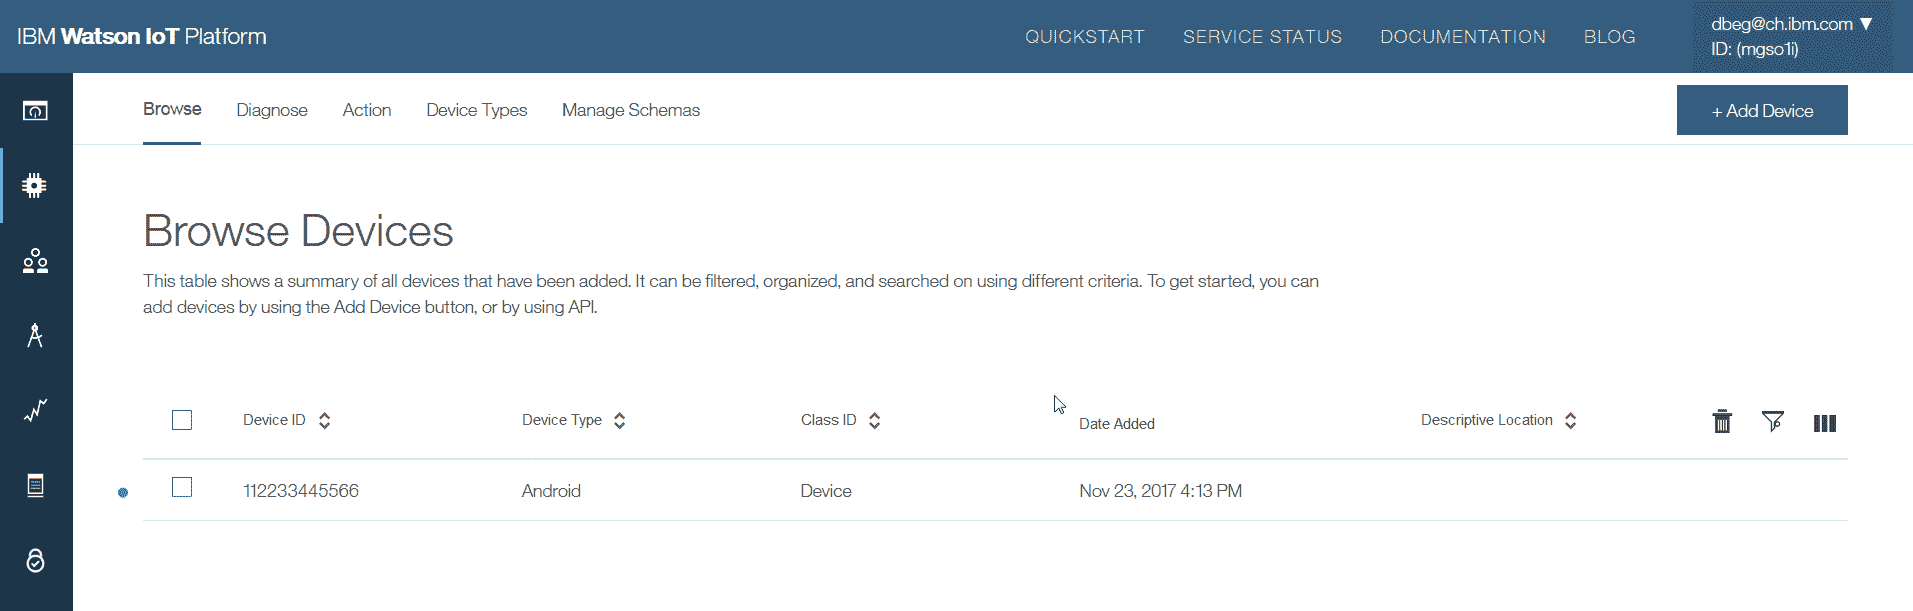 IBM Watson IoT Platform
QUICKSTART SERVICE STATUS DOCUMENTATION BLOG
dbeg@ch.ibm.com ▼
ID: (mgso1i)
Browse Diagnose Action Device Types Manage Schemas
+ Add Device
Browse Devices
This table shows a summary of all devices that have been added. It can be filtered, organized, and searched on using different criteria. To get started, you can
add devices by using the Add Device button, or by using API.
Device ID Device Type Class ID Date Added Descriptive Location
112233445566 Android Device Nov 23, 2017 4:13 PM